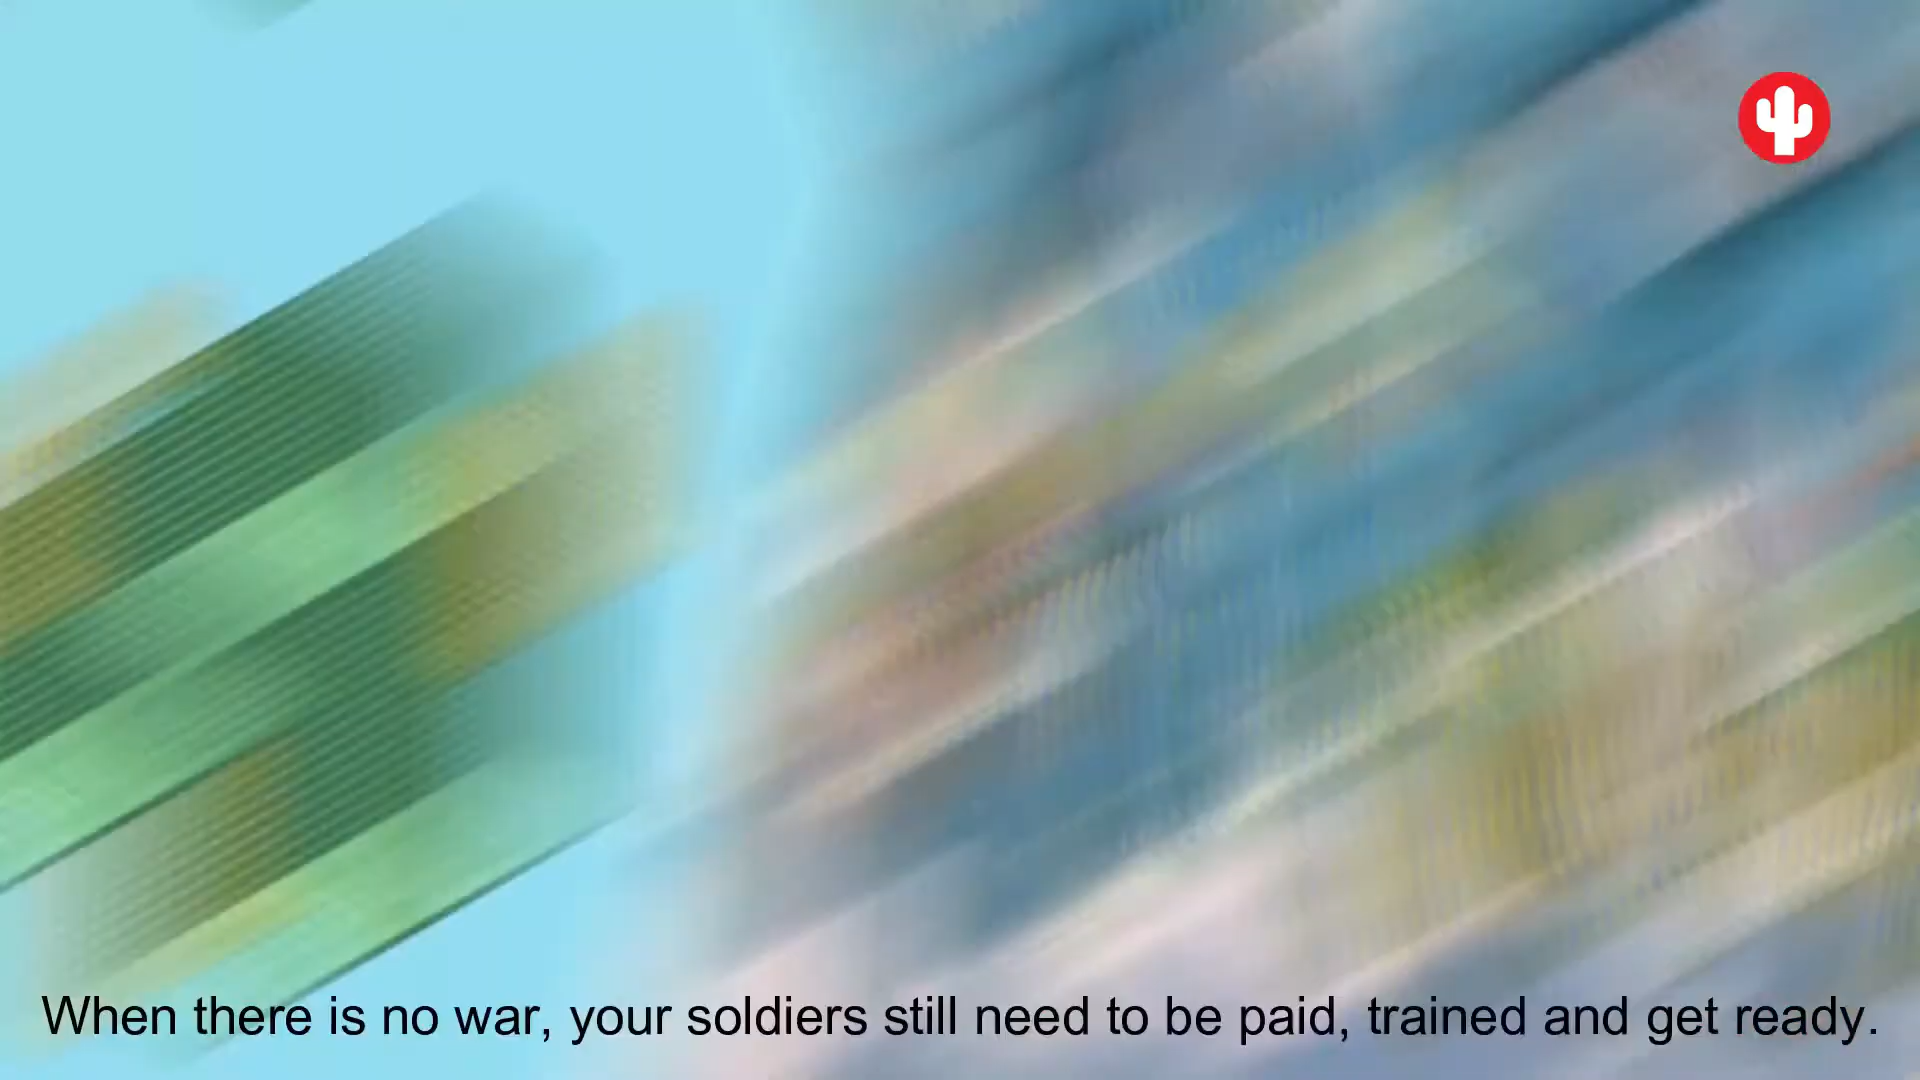 When there is no war, your soldiers still need to be paid, trained and get ready.